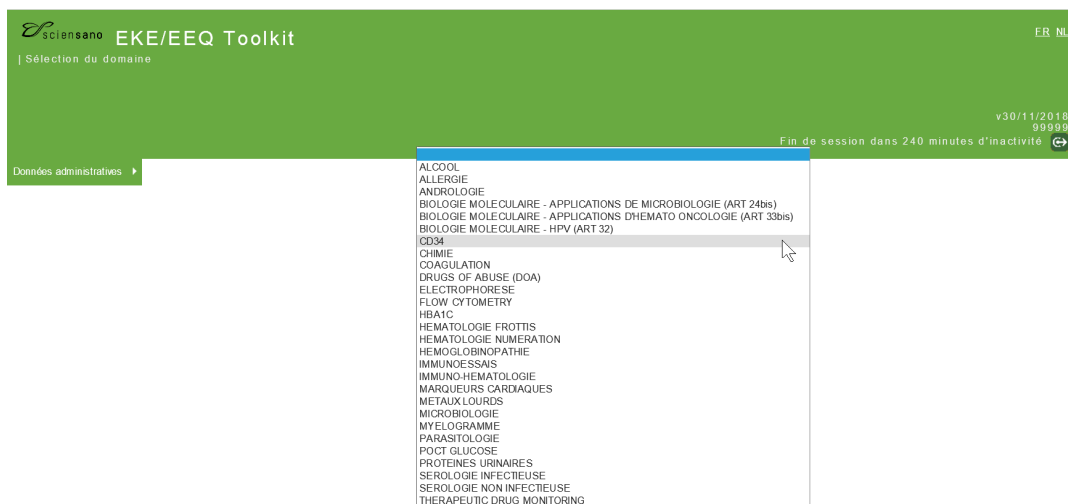 sciensano EKE/EEQ Toolkit
FR NL
| Sélection du domaine
v30/11/2018
99999
Fin de session dans 240 minutes d'inactivité
Données administratives
ALCOOL
ALLERGIE
ANDROLOGIE
BIOLOGIE MOLECULAIRE - APPLICATIONS DE MICROBIOLOGIE (ART 24bis)
BIOLOGIE MOLECULAIRE - APPLICATIONS D'HEMATO ONCOLOGIE (ART 33bis)
BIOLOGIE MOLECULAIRE - HPV (ART 32)
CD34
CHIMIE
COAGULATION
DRUGS OF ABUSE (DOA)
ELECTROPHORESE
FLOW CYTOMETRY
HBA1C
HEMATOLOGIE FROTTIS
HEMATOLOGIE NUMERATION
HEMOGLOBINOPATHIE
IMMUNOESSAIS
IMMUNO-HEMATOLOGIE
MARQUEURS CARDIAQUES
METAUX LOURDS
MICROBIOLOGIE
MYELOGRAMME
PARASITOLOGIE
POCT GLUCOSE
PROTEINES URINAIRES
SEROLOGIE INFECTIEUSE
SEROLOGIE NON INFECTIEUSE
THERAPEUTIC DRUG MONITORING